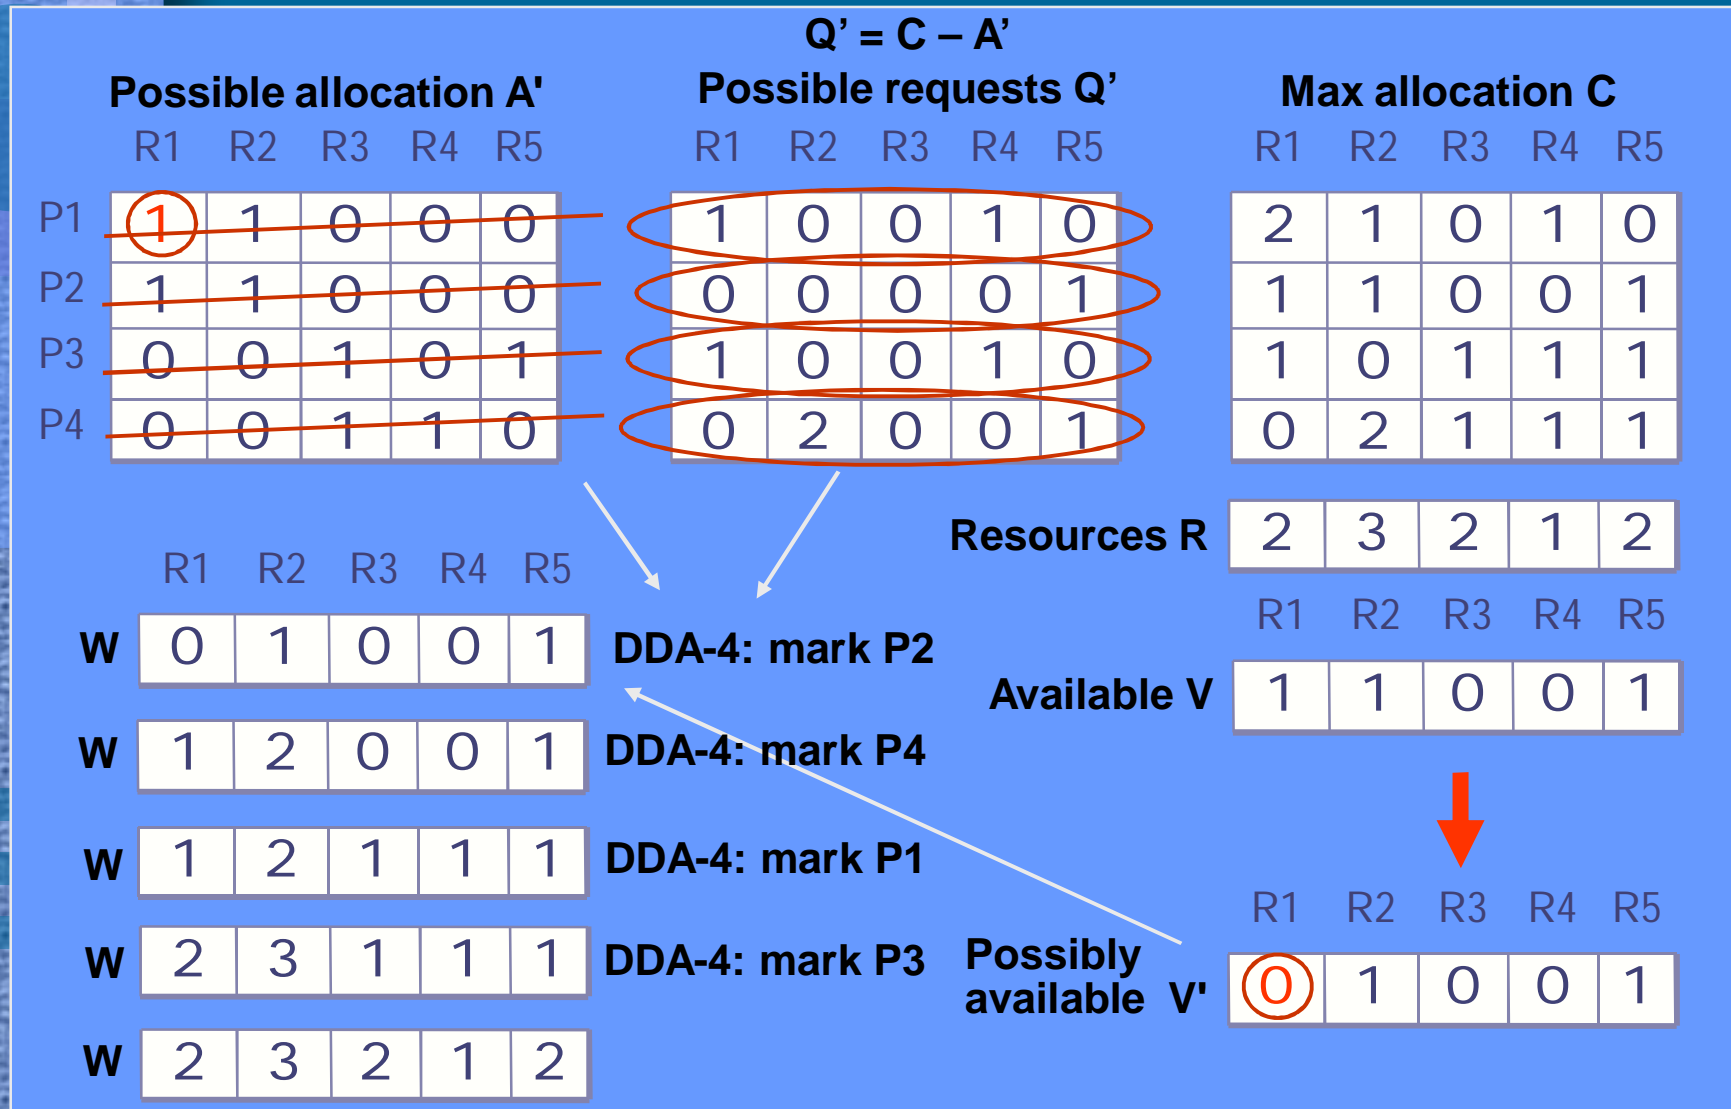 Q’ = C – A’
Possible allocation A' Possible requests Q’ Max allocation C
R1 R2 R3 R4 R5 R1 R2 R3 R4 R5 R1 R2 R3 R4 R5
P1 1 1 0 0 0 1 0 0 1 0 2 1 0 1 0
P2 1 1 0 0 0 0 0 0 0 1 1 1 0 0 1
P3 0 0 1 0 1 1 0 0 1 0 1 0 1 1 1
P4 0 0 1 1 0 0 2 0 0 1 0 2 1 1 1
Resources R 2 3 2 1 2
R1 R2 R3 R4 R5
W 0 1 0 0 1 DDA-4: mark P2
R1 R2 R3 R4 R5
Available V 1 1 0 0 1
W 1 2 0 0 1 DDA-4: mark P4
W 1 2 1 1 1 DDA-4: mark P1
R1 R2 R3 R4 R5
W 2 3 1 1 1 DDA-4: mark P3
Possibly
available V' 0 1 0 0 1
W 2 3 2 1 2